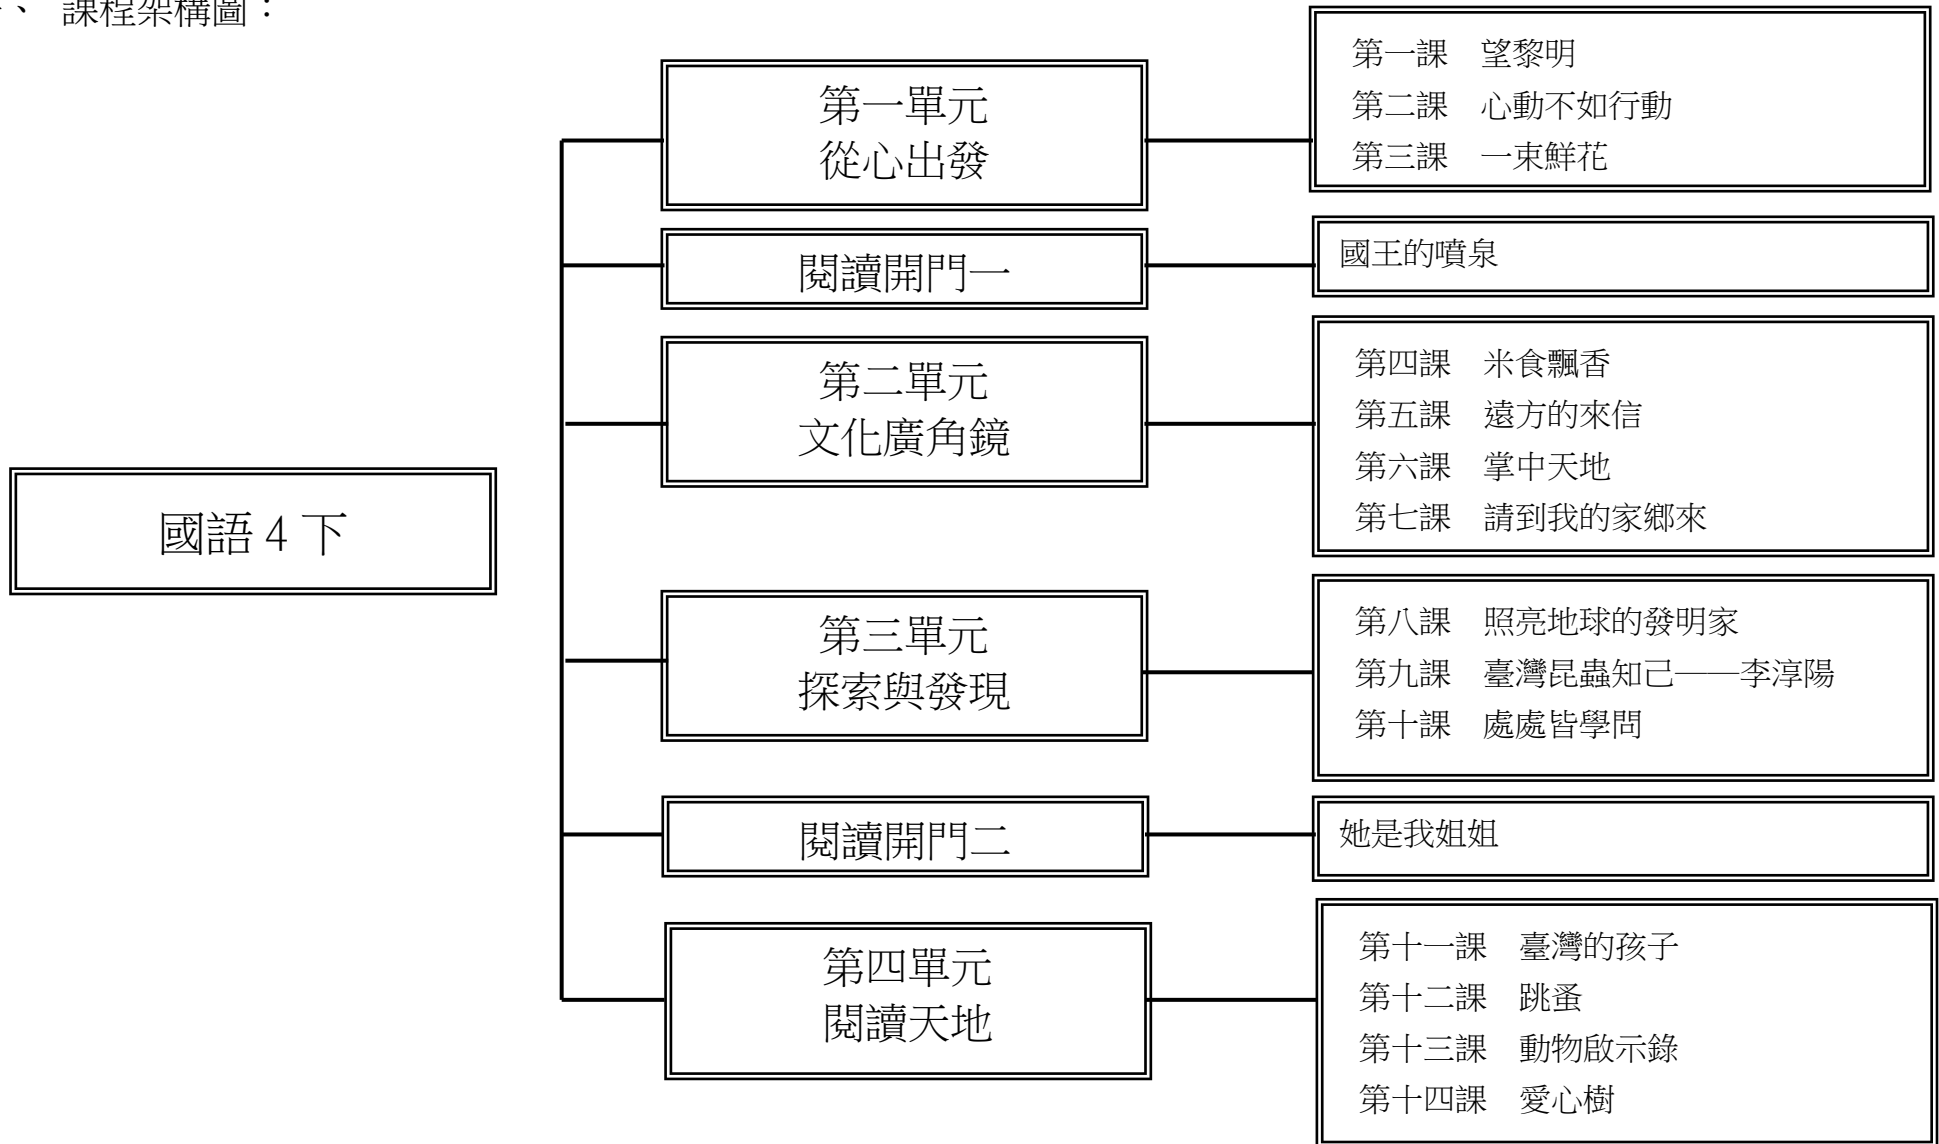 、 課程架構圖：
國語 4 下
第一單元
從心出發
第一課　望黎明
第二課　心動不如行動
第三課　一束鮮花
閱讀開門一
國王的噴泉
第二單元
文化廣角鏡
第四課　米食飄香
第五課　遠方的來信
第六課　掌中天地
第七課　請到我的家鄉來
第三單元
探索與發現
第八課　照亮地球的發明家
第九課　臺灣昆蟲知己——李淳陽
第十課　處處皆學問
閱讀開門二
她是我姐姐
第四單元
閱讀天地
第十一課　臺灣的孩子
第十二課　跳蚤
第十三課　動物啟示錄
第十四課　愛心樹